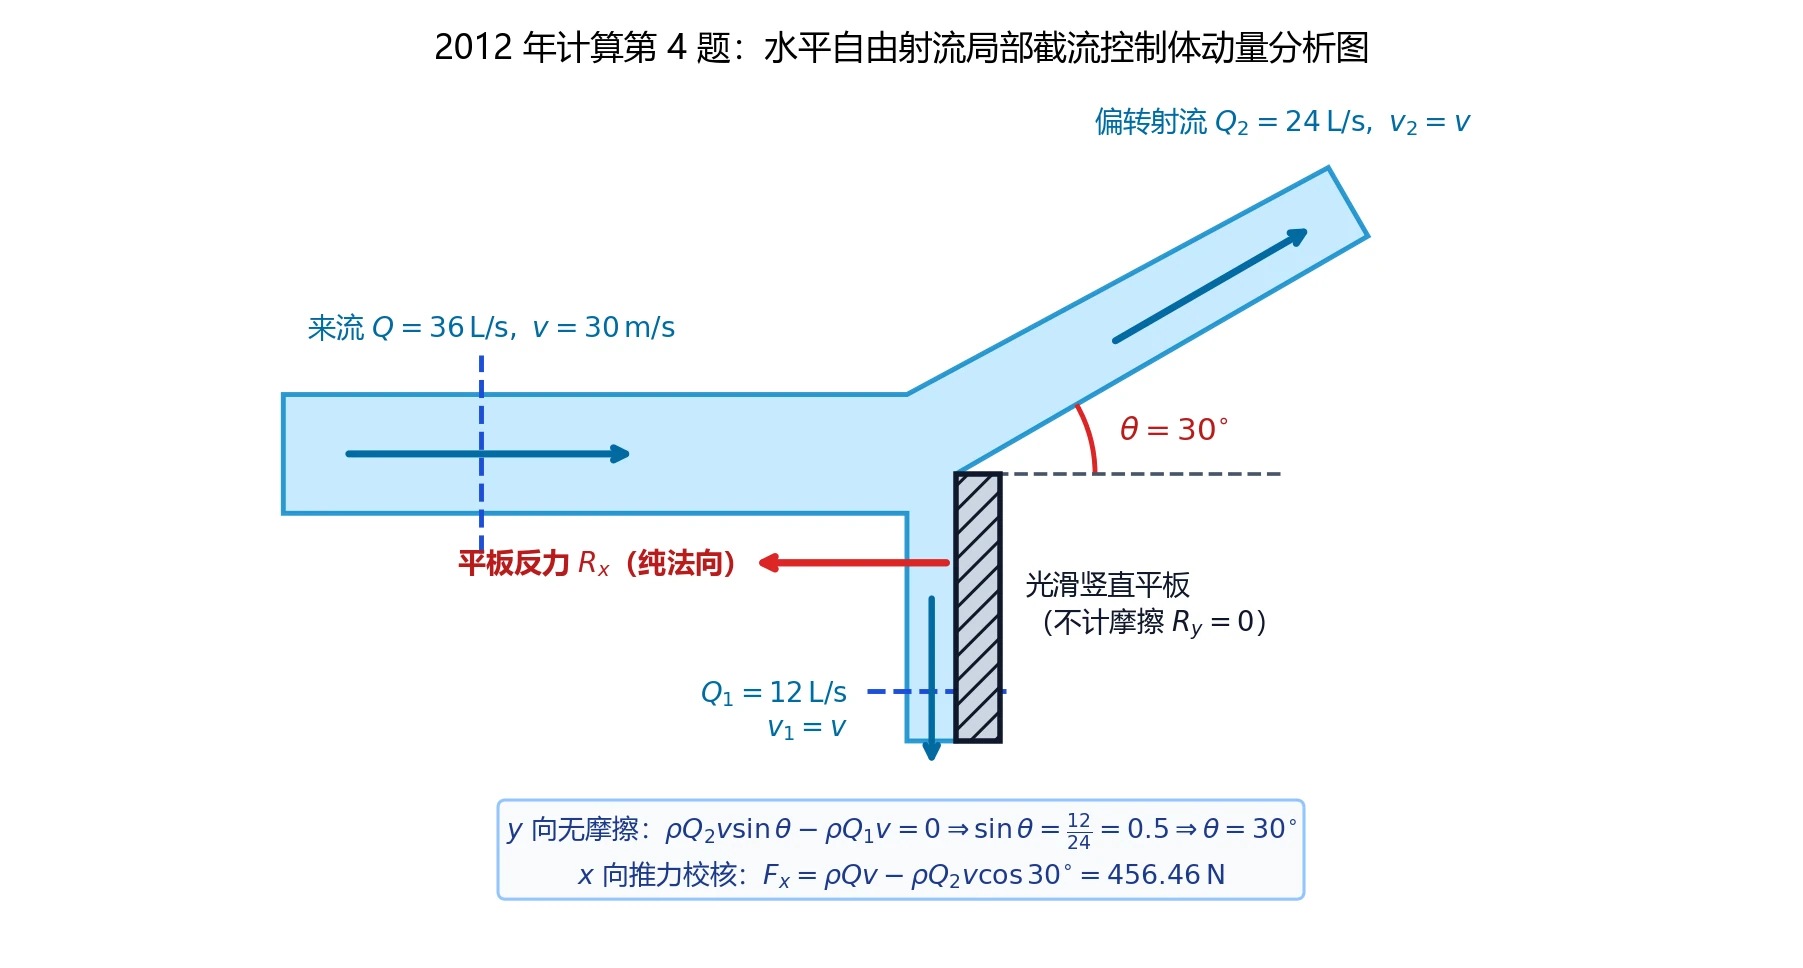 2012 年计算第 4 题：水平自由射流局部截流控制体动量分析图
偏转射流 Q₂ = 24 L/s, v₂ = v
来流 Q = 36 L/s, v = 30 m/s
θ = 30°
平板反力 Rₓ（纯法向）
光滑竖直平板
（不计摩擦 R_y = 0）
Q₁ = 12 L/s
v₁ = v
y 向无摩擦：ρQ₂v sin θ − ρQ₁v = 0 ⇒ sin θ = 12/24 = 0.5 ⇒ θ = 30°
x 向推力校核：Fₓ = ρQv − ρQ₂v cos 30° = 456.46 N